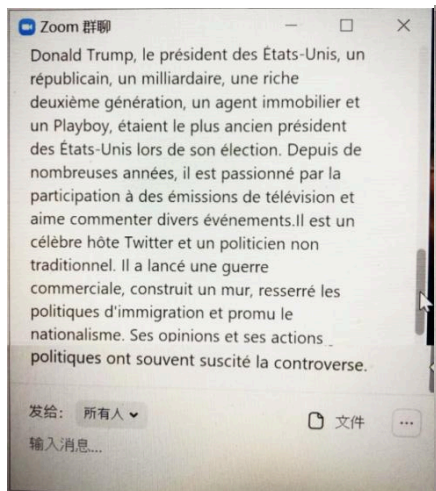 Zoom 群聊
Donald Trump, le président des États-Unis, un
républicain, un milliardaire, une riche
deuxième génération, un agent immobilier et
un Playboy, étaient le plus ancien président
des États-Unis lors de son élection. Depuis de
nombreuses années, il est passionné par la
participation à des émissions de télévision et
aime commenter divers événements.Il est un
célèbre hôte Twitter et un politicien non
traditionnel. Il a lancé une guerre
commerciale, construit un mur, resserré les
politiques d'immigration et promu le
nationalisme. Ses opinions et ses actions
politiques ont souvent suscité la controverse.
发给: 所有人 文件
输入消息...